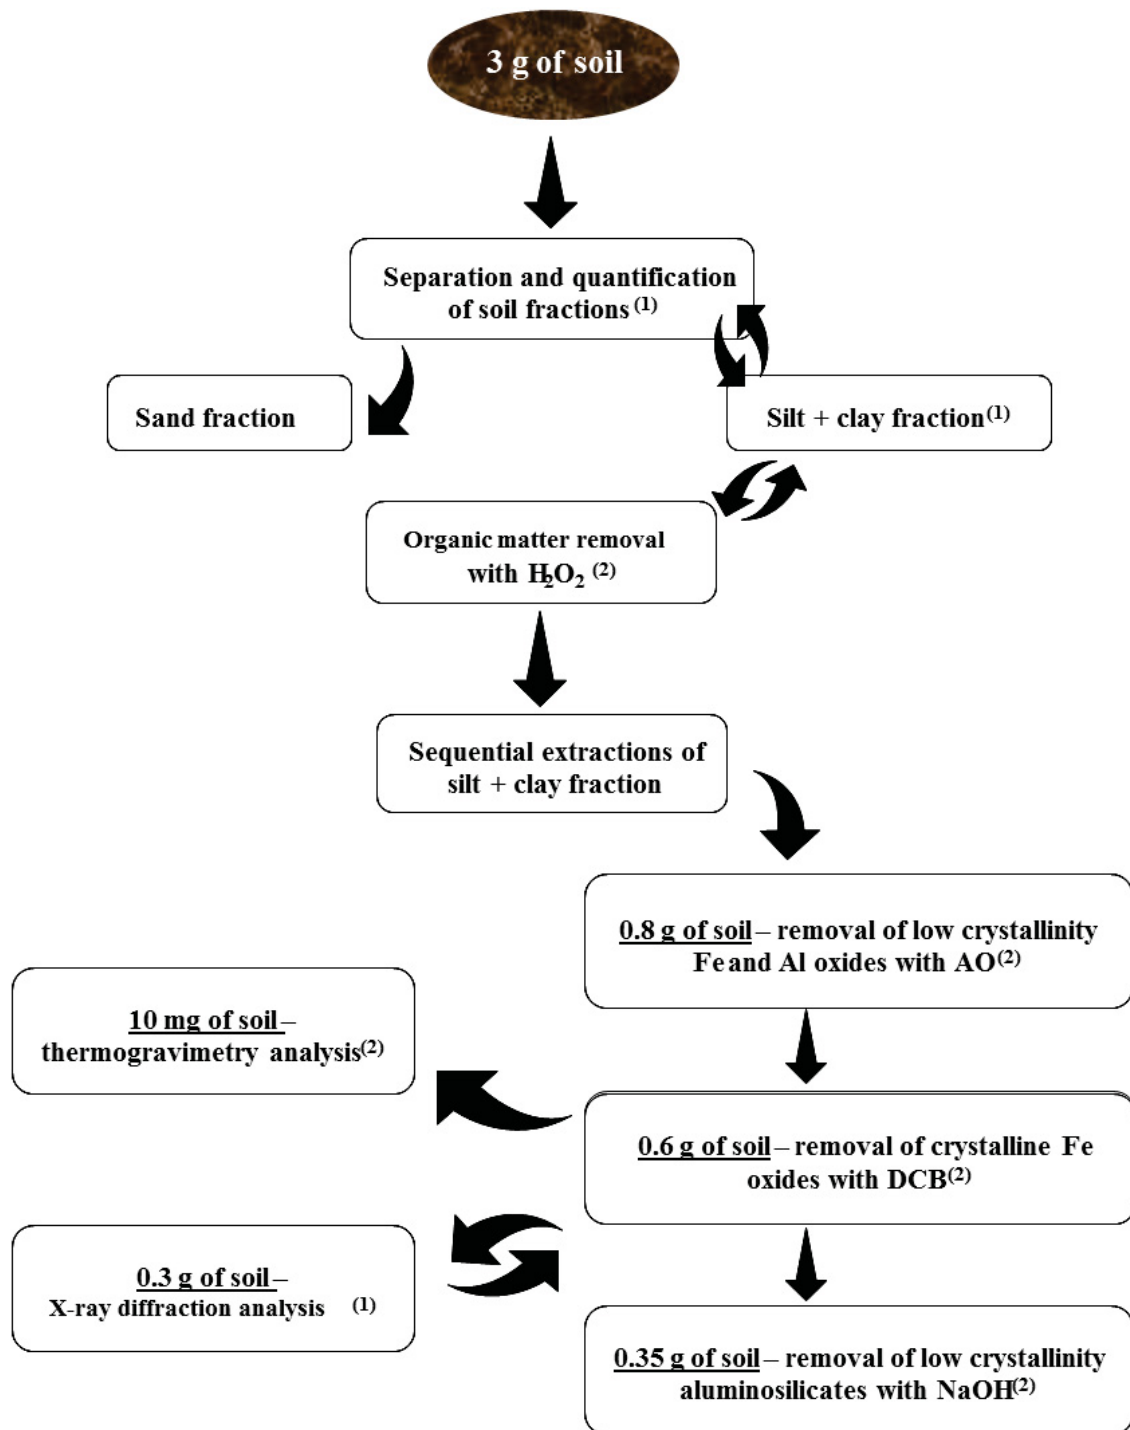 3 g of soil
Separation and quantification
of soil fractions(1)
Sand fraction
Silt + clay fraction(1)
Organic matter removal
with H2O2 (2)
Sequential extractions of
silt + clay fraction
0.8 g of soil – removal of low crystallinity
Fe and Al oxides with AO(2)
10 mg of soil –
thermogravimetry analysis(2)
0.6 g of soil – removal of crystalline Fe
oxides with DCB(2)
0.3 g of soil –
X-ray diffraction analysis (1)
0.35 g of soil – removal of low crystallinity
aluminosilicates with NaOH(2)